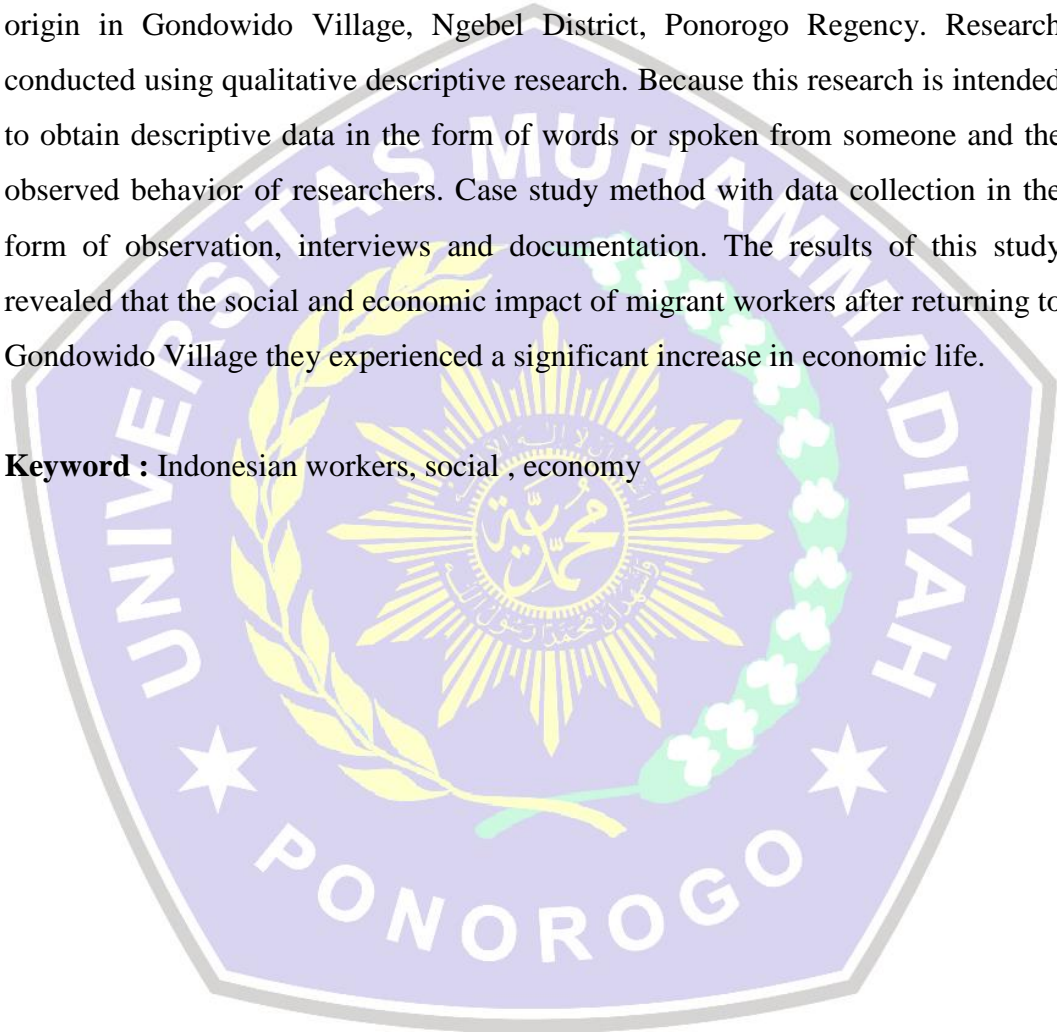 origin in Gondowido Village, Ngebel District, Ponorogo Regency. Research
conducted using qualitative descriptive research. Because this research is intended
to obtain descriptive data in the form of words or spoken from someone and the
observed behavior of researchers. Case study method with data collection in the
form of observation, interviews and documentation. The results of this study
revealed that the social and economic impact of migrant workers after returning to
Gondowido Village they experienced a significant increase in economic life.
Keyword : Indonesian workers, social , economy
UNIVERSITAS MUHAMMADIYAH
PONOROGO
محمدية